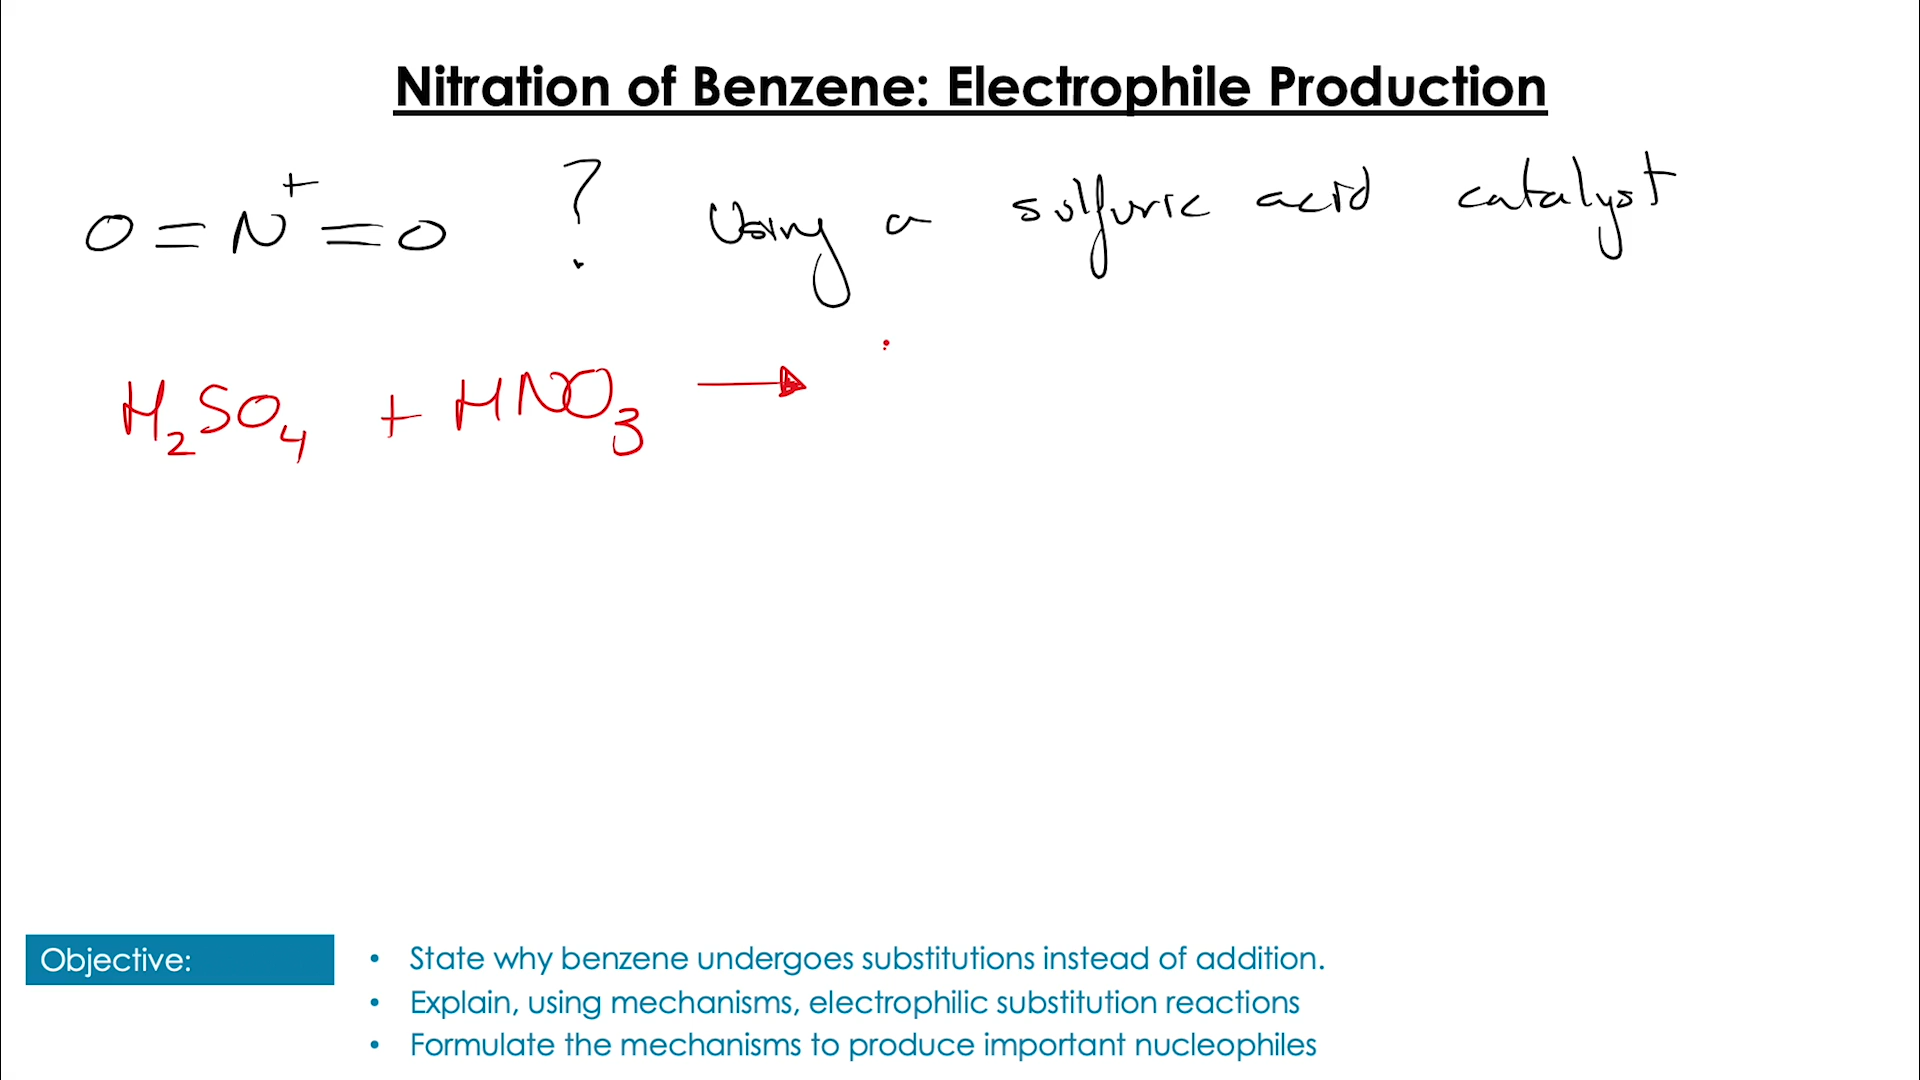 Nitration of Benzene: Electrophile Production
O=N⁺=O ? Using a sulfuric acid catalyst
H₂SO₄ + HNO₃ →
Objective:
• State why benzene undergoes substitutions instead of addition.
• Explain, using mechanisms, electrophilic substitution reactions
• Formulate the mechanisms to produce important nucleophiles